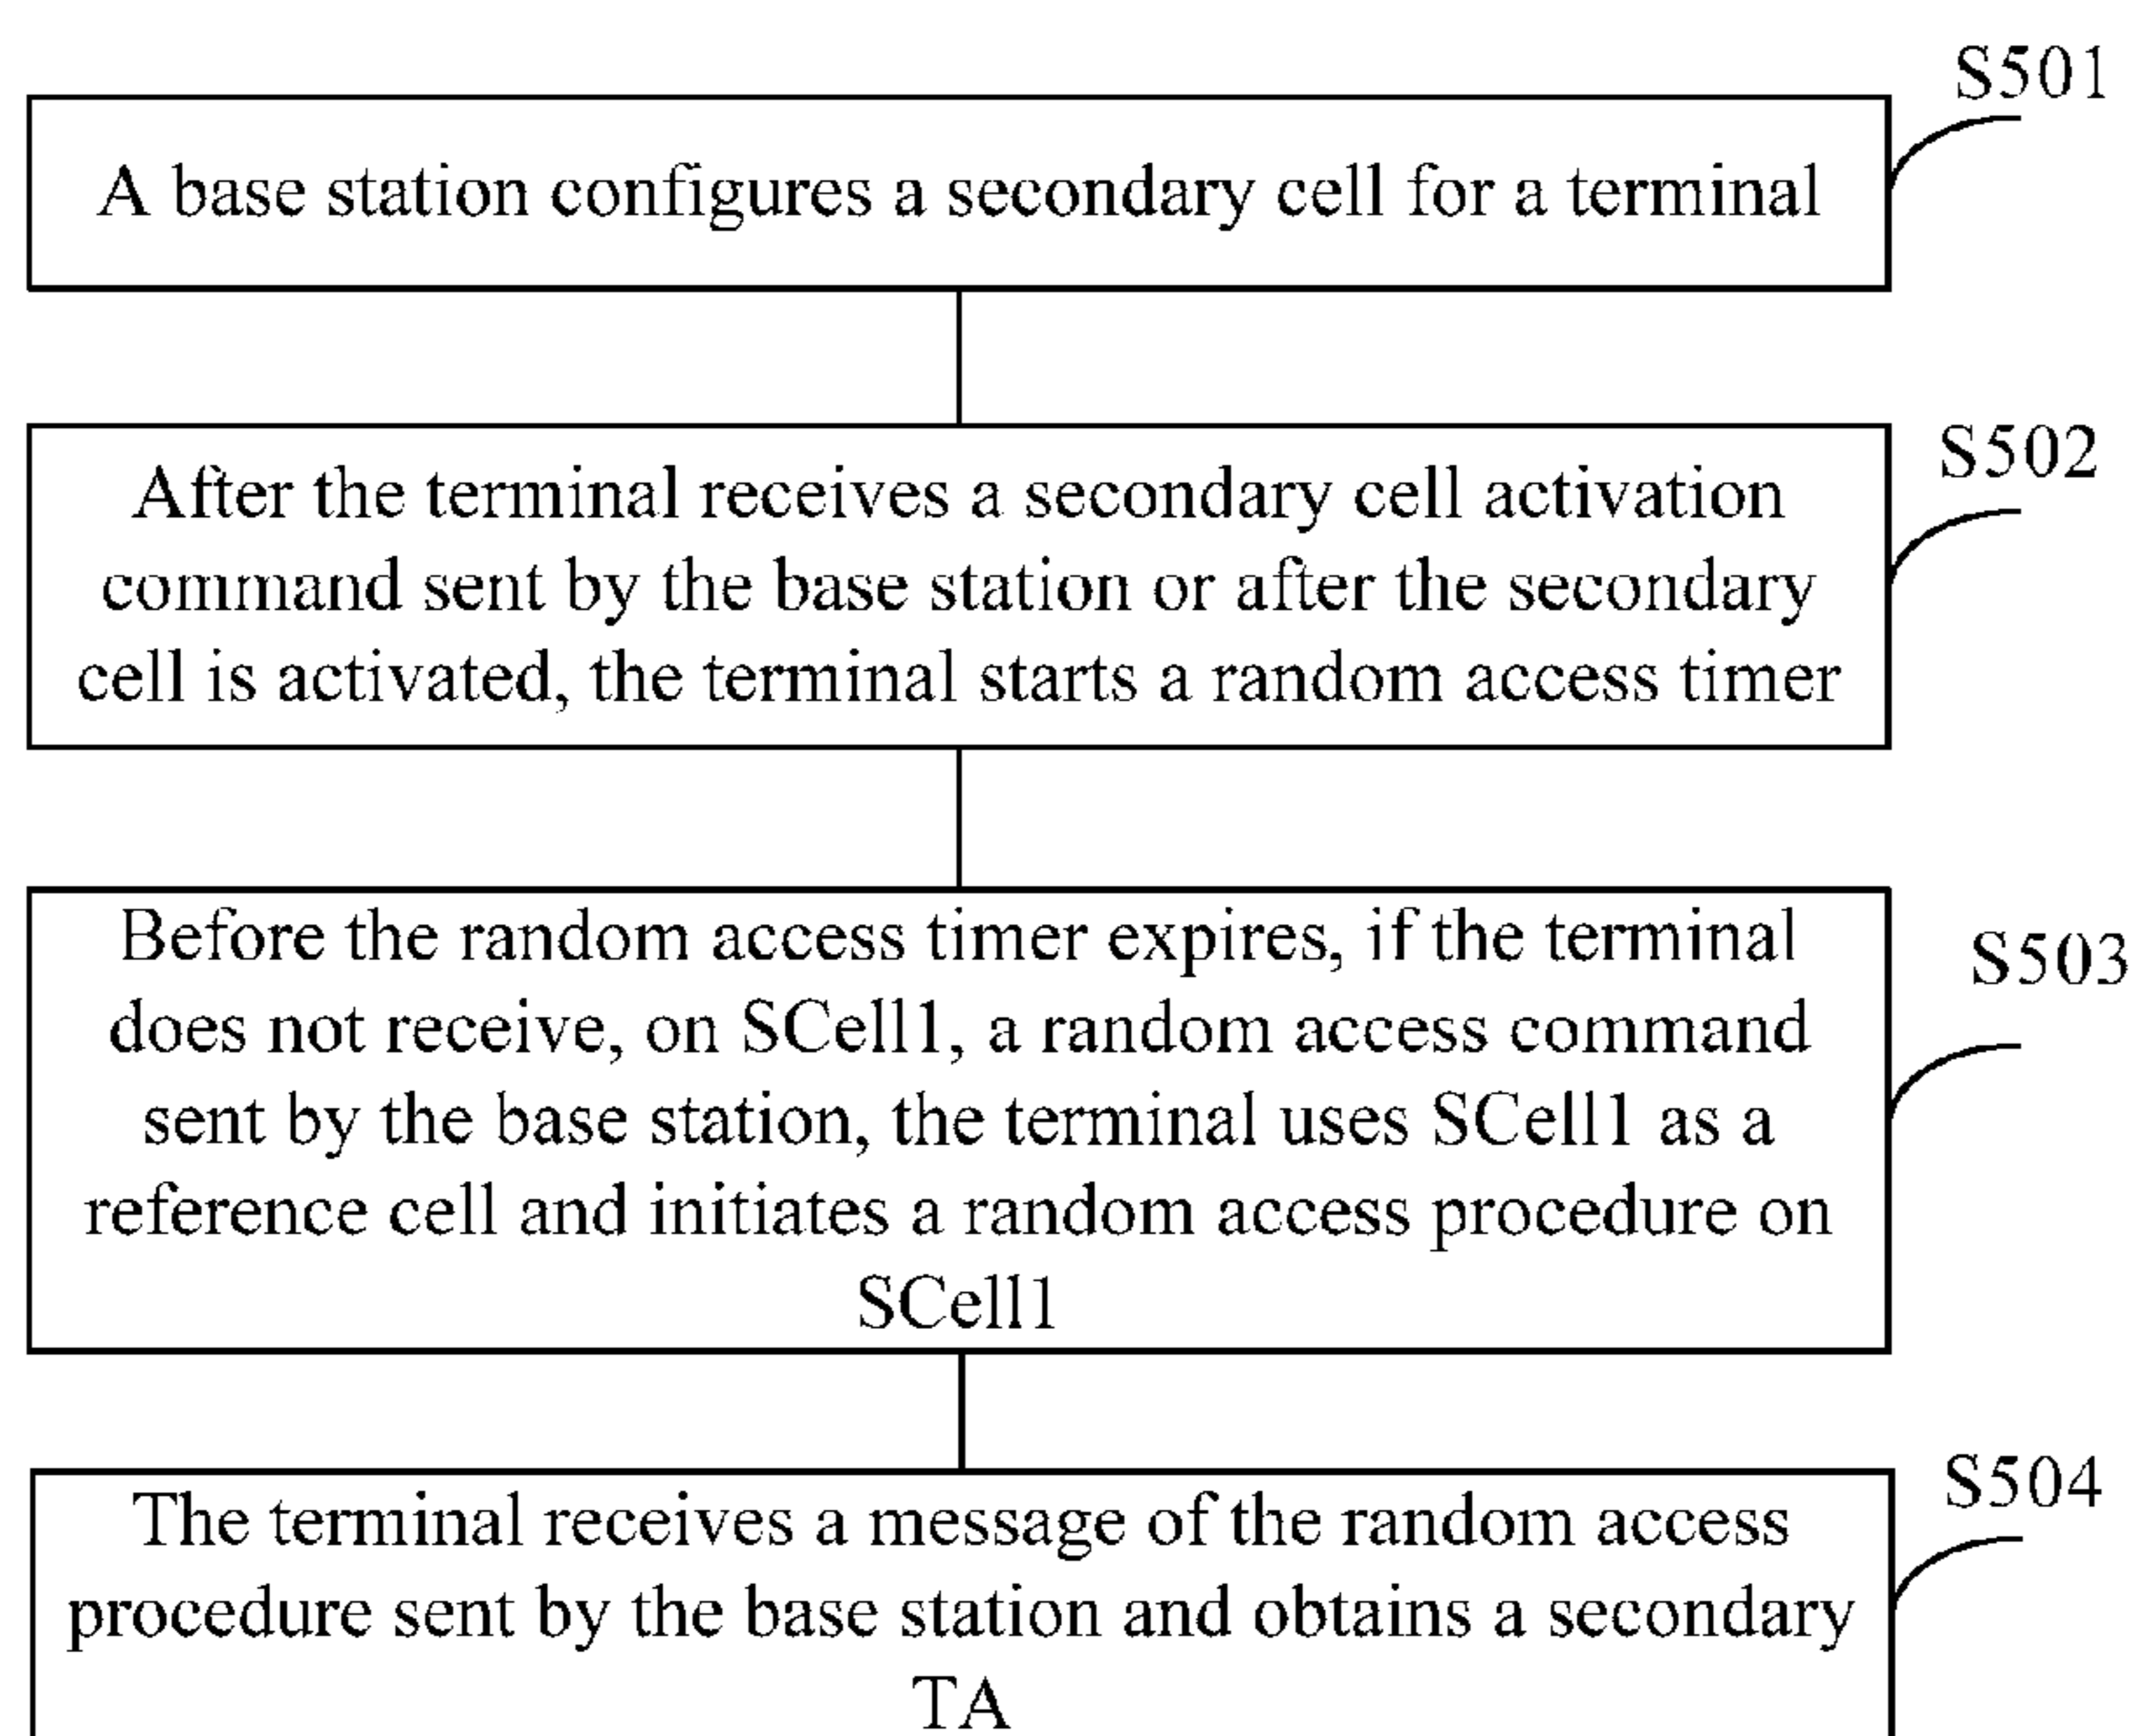 S501
A base station configures a secondary cell for a terminal
S502
After the terminal receives a secondary cell activation
command sent by the base station or after the secondary
cell is activated, the terminal starts a random access timer
S503
Before the random access timer expires, if the terminal
does not receive, on SCell1, a random access command
sent by the base station, the terminal uses SCell1 as a
reference cell and initiates a random access procedure on
SCell1
S504
The terminal receives a message of the random access
procedure sent by the base station and obtains a secondary
TA